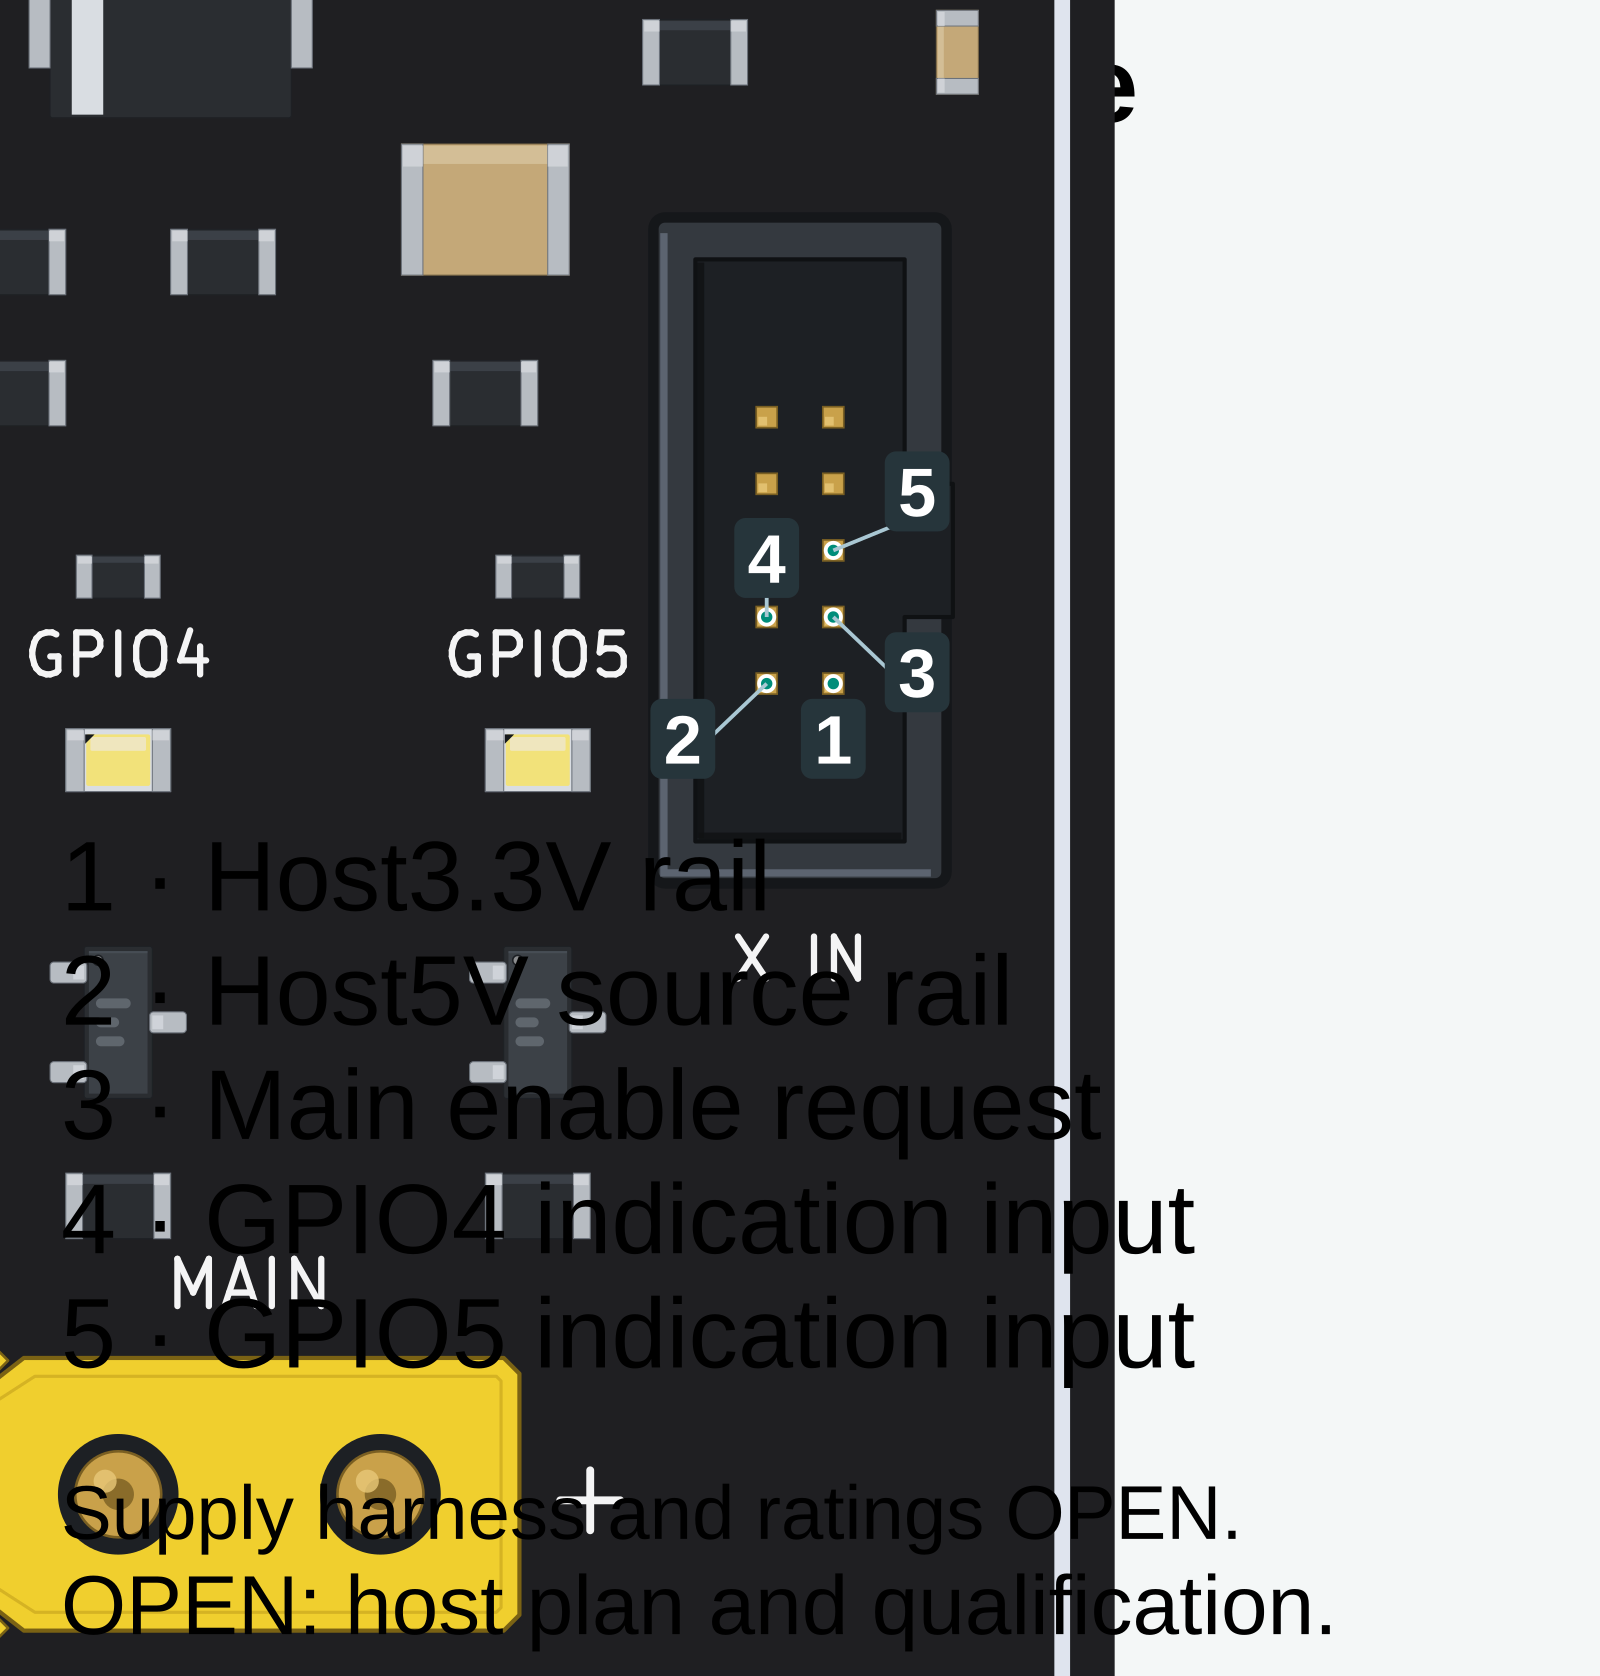 e
5
4
GPIO4 GPIO5
3
2 1
1 · Host3.3V rail
X IN
2 · Host5V source rail
3 · Main enable request
4 · GPIO4 indication input
MAIN
5 · GPIO5 indication input
+
Supply harness and ratings OPEN.
OPEN: host plan and qualification.